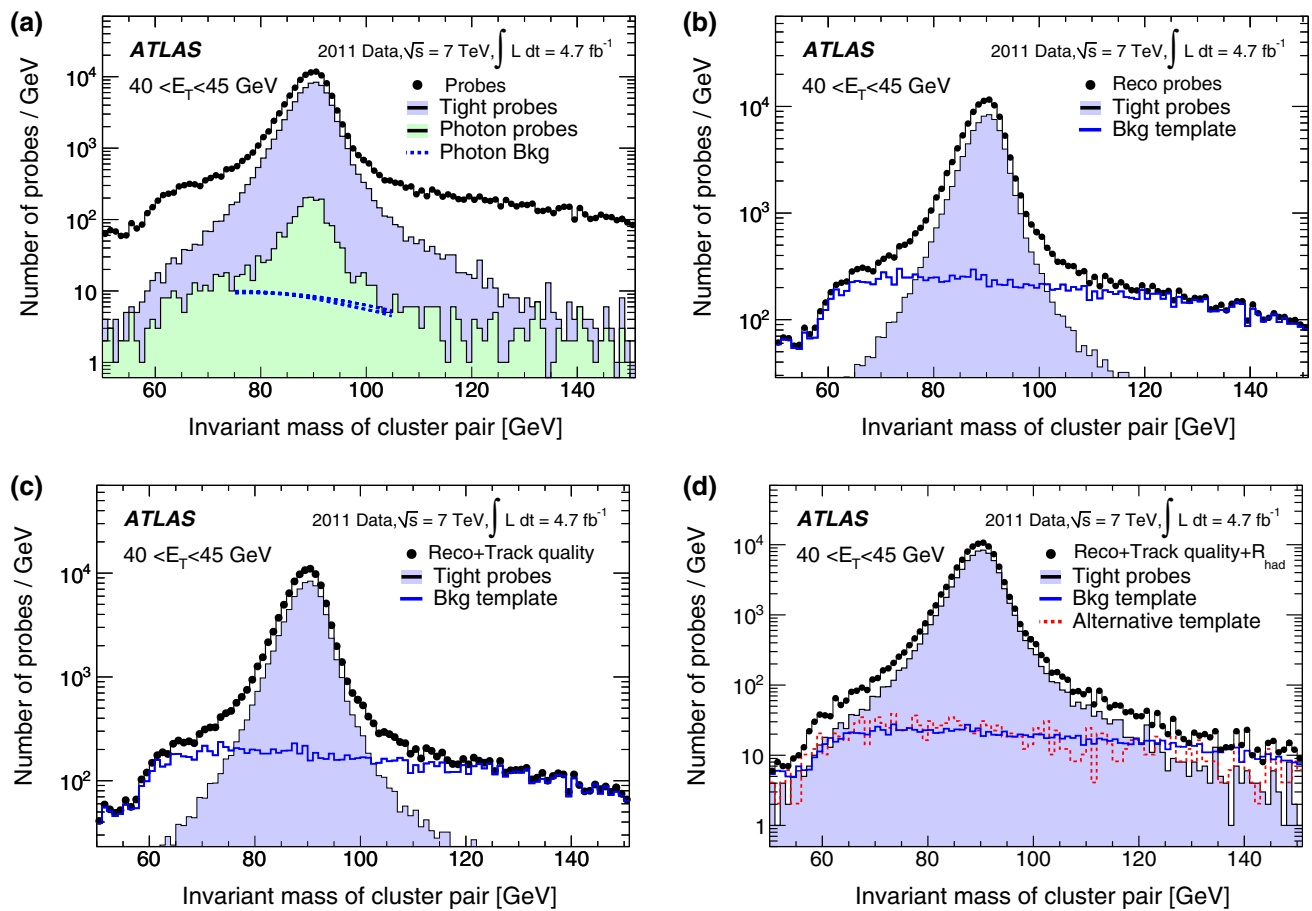 (a)
ATLAS
2011 Data,√s = 7 TeV,∫ L dt = 4.7 fb⁻¹
40 <E_T<45 GeV
Probes
Tight probes
Photon probes
Photon Bkg
Number of probes / GeV
10⁴
10³
10²
10
1
60 80 100 120 140
Invariant mass of cluster pair [GeV]
(b)
ATLAS
2011 Data,√s = 7 TeV,∫ L dt = 4.7 fb⁻¹
40 <E_T<45 GeV
Reco probes
Tight probes
Bkg template
Number of probes / GeV
10⁴
10³
10²
60 80 100 120 140
Invariant mass of cluster pair [GeV]
(c)
ATLAS
2011 Data,√s = 7 TeV,∫ L dt = 4.7 fb⁻¹
40 <E_T<45 GeV
Reco+Track quality
Tight probes
Bkg template
Number of probes / GeV
10⁴
10³
10²
60 80 100 120 140
Invariant mass of cluster pair [GeV]
(d)
ATLAS
2011 Data,√s = 7 TeV,∫ L dt = 4.7 fb⁻¹
40 <E_T<45 GeV
Reco+Track quality+R_had
Tight probes
Bkg template
Alternative template
Number of probes / GeV
10⁴
10³
10²
10
1
60 80 100 120 140
Invariant mass of cluster pair [GeV]